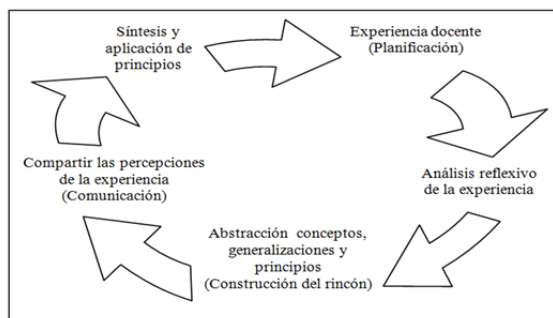 Síntesis y
aplicación de
principios
Experiencia docente
(Planificación)
Análisis reflexivo
de la experiencia
Abstracción conceptos,
generalizaciones y
principios
(Construcción del rincón)
Compartir las percepciones
de la experiencia
(Comunicación)